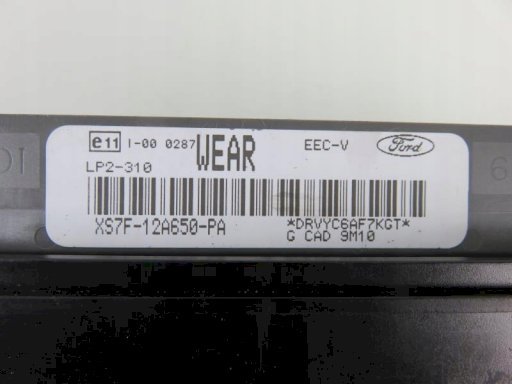 e11 I-00 0287 WEAR EEC-V Ford
LP2-310
XS7F-12A650-PA *DRVYC6AF7KGT*
G CAD 9M10